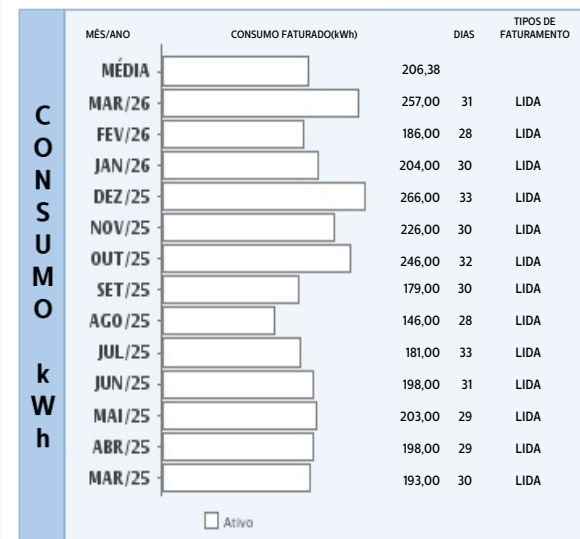 MÊS/ANO CONSUMO FATURADO(kWh) DIAS TIPOS DE FATURAMENTO
CONSUMO kWh
MÉDIA 206,38
MAR/26 257,00 31 LIDA
FEV/26 186,00 28 LIDA
JAN/26 204,00 30 LIDA
DEZ/25 266,00 33 LIDA
NOV/25 226,00 30 LIDA
OUT/25 246,00 32 LIDA
SET/25 179,00 30 LIDA
AGO/25 146,00 28 LIDA
JUL/25 181,00 33 LIDA
JUN/25 198,00 31 LIDA
MAI/25 203,00 29 LIDA
ABR/25 198,00 29 LIDA
MAR/25 193,00 30 LIDA
Ativo